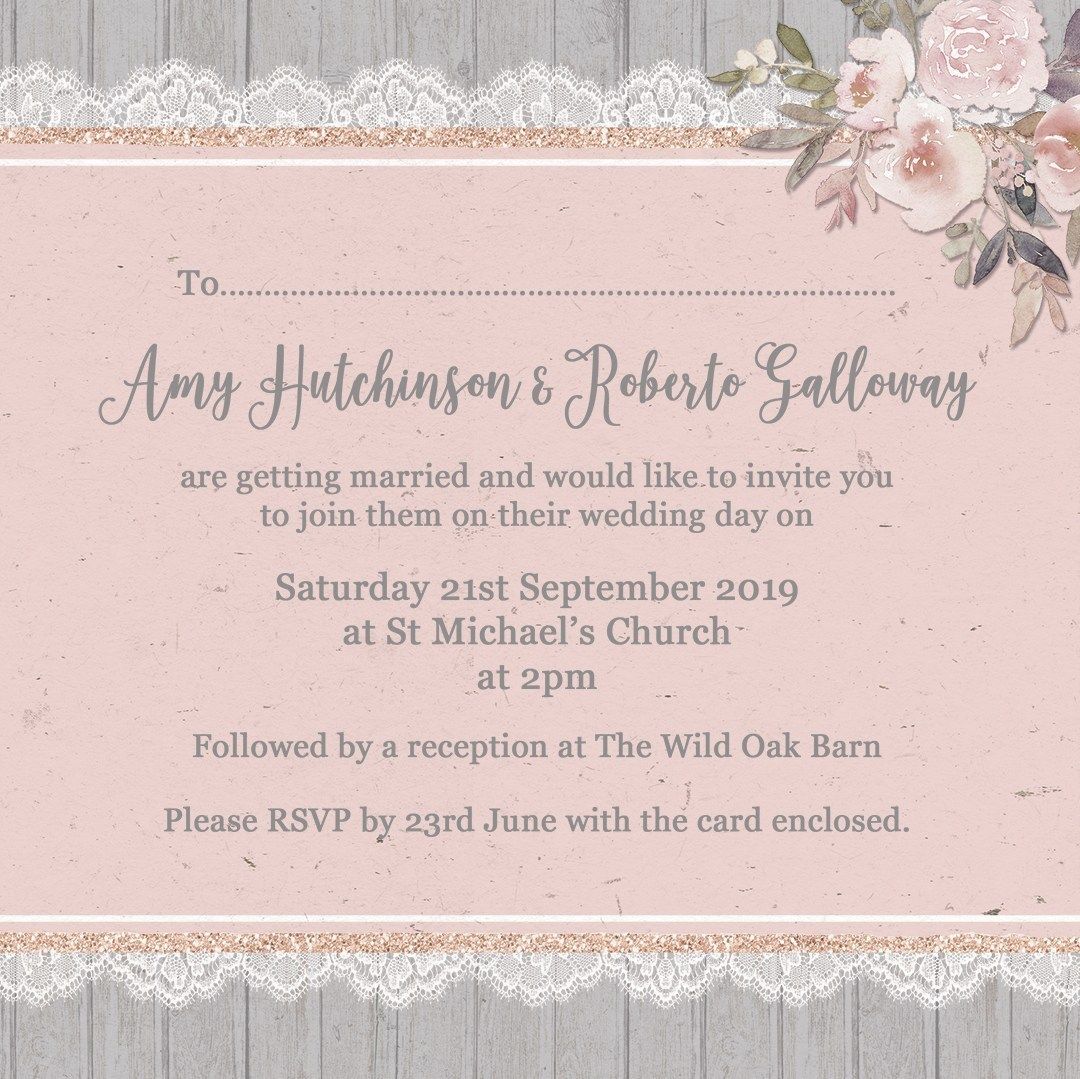 To...........................................................................
Amy Hutchinson & Roberto Galloway
are getting married and would like to invite you
to join them on their wedding day on
Saturday 21st September 2019
at St Michael’s Church
at 2pm
Followed by a reception at The Wild Oak Barn
Please RSVP by 23rd June with the card enclosed.